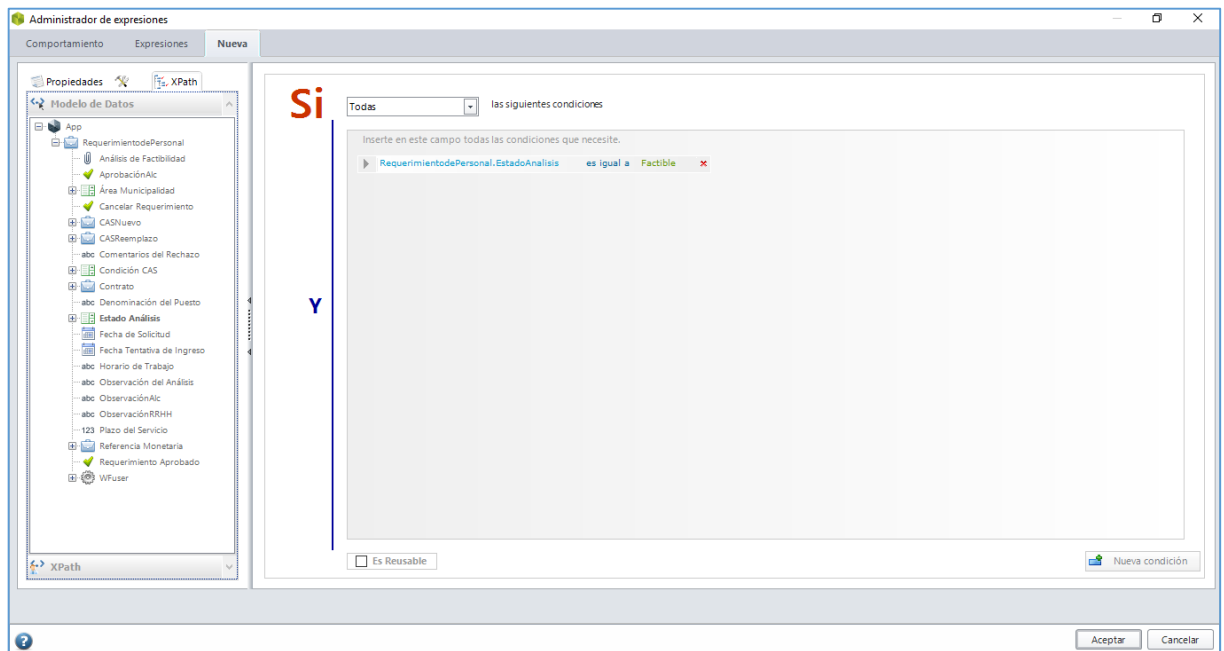 Administrador de expresiones
Comportamiento Expresiones Nueva
Propiedades XPath
Modelo de Datos
App
RequerimientodePersonal
Análisis de Factibilidad
AprobaciónAlc
Área Municipalidad
Cancelar Requerimiento
CASNuevo
CASReemplazo
abc Comentarios del Rechazo
Condición CAS
Contrato
abc Denominación del Puesto
Estado Análisis
Fecha de Solicitud
Fecha Tentativa de Ingreso
abc Horario de Trabajo
abc Observación del Análisis
abc ObservaciónAlc
abc ObservaciónRRHH
123 Plazo del Servicio
Referencia Monetaria
Requerimiento Aprobado
WFuser
XPath
Si Todas las siguientes condiciones
Inserte en este campo todas las condiciones que necesite.
RequerimientodePersonal.EstadoAnalisis es igual a Factible
Y
Es Reusable
Nueva condición
Aceptar Cancelar